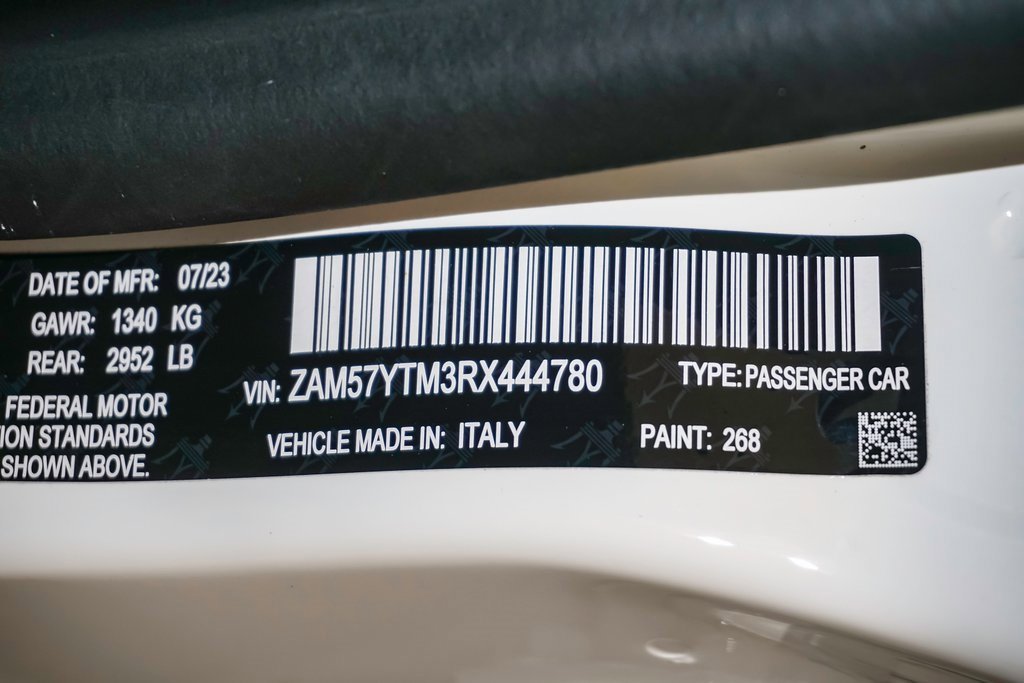 DATE OF MFR: 07/23
GAWR: 1340 KG
REAR: 2952 LB
FEDERAL MOTOR
ION STANDARDS
SHOWN ABOVE.
VIN: ZAM57YTM3RX444780
TYPE: PASSENGER CAR
VEHICLE MADE IN: ITALY
PAINT: 268